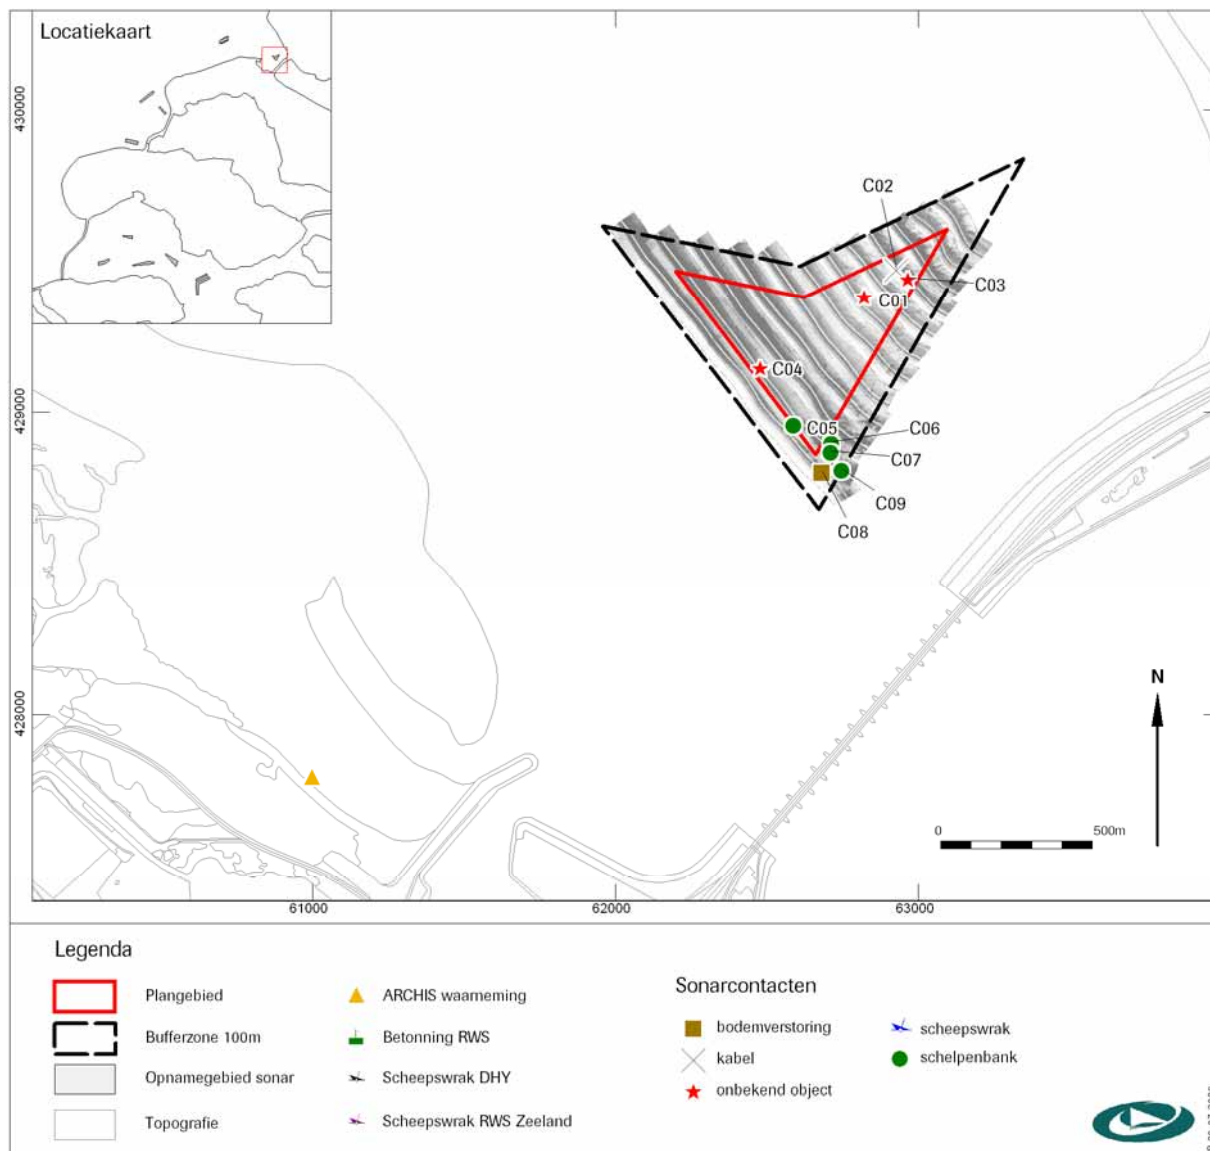 Locatiekaart
430000
429000
428000
C02
C03
C01
C04
C05
C06
C07
C09
C08
N
0 500m
61000 62000 63000
Legenda
Plangebied
Bufferzone 100m
Opnamegebied sonar
Topografie
ARCHIS waarneming
Betonning RWS
Scheepswrak DHY
Scheepswrak RWS Zeeland
Sonarcontacten
bodemverstoring
kabel
onbekend object
scheepswrak
schelpenbank